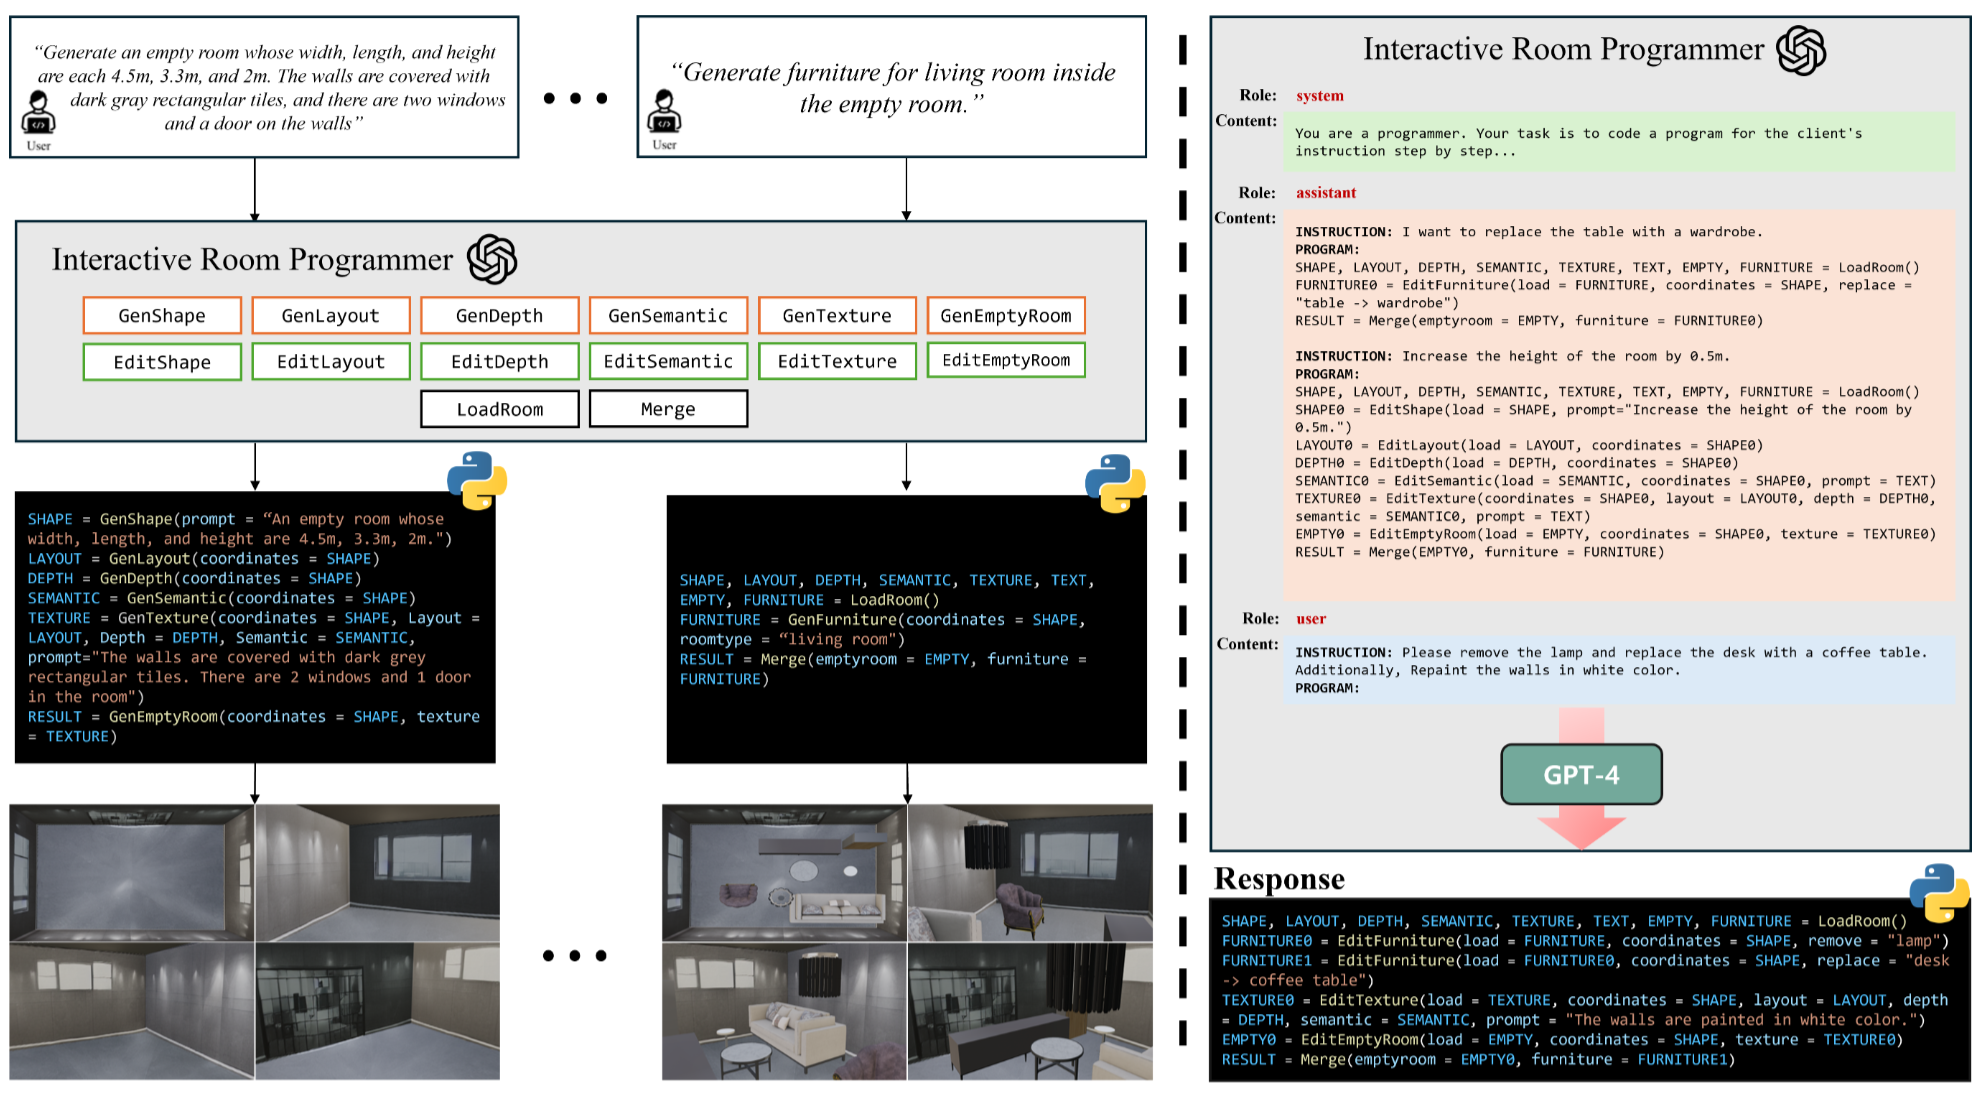 “Generate an empty room whose width, length, and height
are each 4.5m, 3.3m, and 2m. The walls are covered with
dark gray rectangular tiles, and there are two windows
and a door on the walls”
User
“Generate furniture for living room inside
the empty room.”
User
Interactive Room Programmer
GenShape
GenLayout
GenDepth
GenSemantic
GenTexture
GenEmptyRoom
EditShape
EditLayout
EditDepth
EditSemantic
EditTexture
EditEmptyRoom
LoadRoom
Merge
SHAPE = GenShape(prompt = “An empty room whose
width, length, and height are 4.5m, 3.3m, 2m.")
LAYOUT = GenLayout(coordinates = SHAPE)
DEPTH = GenDepth(coordinates = SHAPE)
SEMANTIC = GenSemantic(coordinates = SHAPE)
TEXTURE = GenTexture(coordinates = SHAPE, Layout =
LAYOUT, Depth = DEPTH, Semantic = SEMANTIC,
prompt="The walls are covered with dark grey
rectangular tiles. There are 2 windows and 1 door
in the room")
RESULT = GenEmptyRoom(coordinates = SHAPE, texture
= TEXTURE)
SHAPE, LAYOUT, DEPTH, SEMANTIC, TEXTURE, TEXT,
EMPTY, FURNITURE = LoadRoom()
FURNITURE = GenFurniture(coordinates = SHAPE,
roomtype = “living room")
RESULT = Merge(emptyroom = EMPTY, furniture =
FURNITURE)
Interactive Room Programmer
Role: system
Content:
You are a programmer. Your task is to code a program for the client's
instruction step by step...
Role: assistant
Content:
INSTRUCTION: I want to replace the table with a wardrobe.
PROGRAM:
SHAPE, LAYOUT, DEPTH, SEMANTIC, TEXTURE, TEXT, EMPTY, FURNITURE = LoadRoom()
FURNITURE0 = EditFurniture(load = FURNITURE, coordinates = SHAPE, replace =
"table -> wardrobe")
RESULT = Merge(emptyroom = EMPTY, furniture = FURNITURE0)
INSTRUCTION: Increase the height of the room by 0.5m.
PROGRAM:
SHAPE, LAYOUT, DEPTH, SEMANTIC, TEXTURE, TEXT, EMPTY, FURNITURE = LoadRoom()
SHAPE0 = EditShape(load = SHAPE, prompt="Increase the height of the room by
0.5m.")
LAYOUT0 = EditLayout(load = LAYOUT, coordinates = SHAPE0)
DEPTH0 = EditDepth(load = DEPTH, coordinates = SHAPE0)
SEMANTIC0 = EditSemantic(load = SEMANTIC, coordinates = SHAPE0, prompt = TEXT)
TEXTURE0 = EditTexture(coordinates = SHAPE0, layout = LAYOUT0, depth = DEPTH0,
semantic = SEMANTIC0, prompt = TEXT)
EMPTY0 = EditEmptyRoom(load = EMPTY, coordinates = SHAPE0, texture = TEXTURE0)
RESULT = Merge(EMPTY0, furniture = FURNITURE)
Role: user
Content:
INSTRUCTION: Please remove the lamp and replace the desk with a coffee table.
Additionally, Repaint the walls in white color.
PROGRAM:
GPT-4
Response
SHAPE, LAYOUT, DEPTH, SEMANTIC, TEXTURE, TEXT, EMPTY, FURNITURE = LoadRoom()
FURNITURE0 = EditFurniture(load = FURNITURE, coordinates = SHAPE, remove = "lamp")
FURNITURE1 = EditFurniture(load = FURNITURE0, coordinates = SHAPE, replace = "desk
-> coffee table")
TEXTURE0 = EditTexture(load = TEXTURE, coordinates = SHAPE, layout = LAYOUT, depth
= DEPTH, semantic = SEMANTIC, prompt = "The walls are painted in white color.")
EMPTY0 = EditEmptyRoom(load = EMPTY, coordinates = SHAPE, texture = TEXTURE0)
RESULT = Merge(emptyroom = EMPTY0, furniture = FURNITURE1)